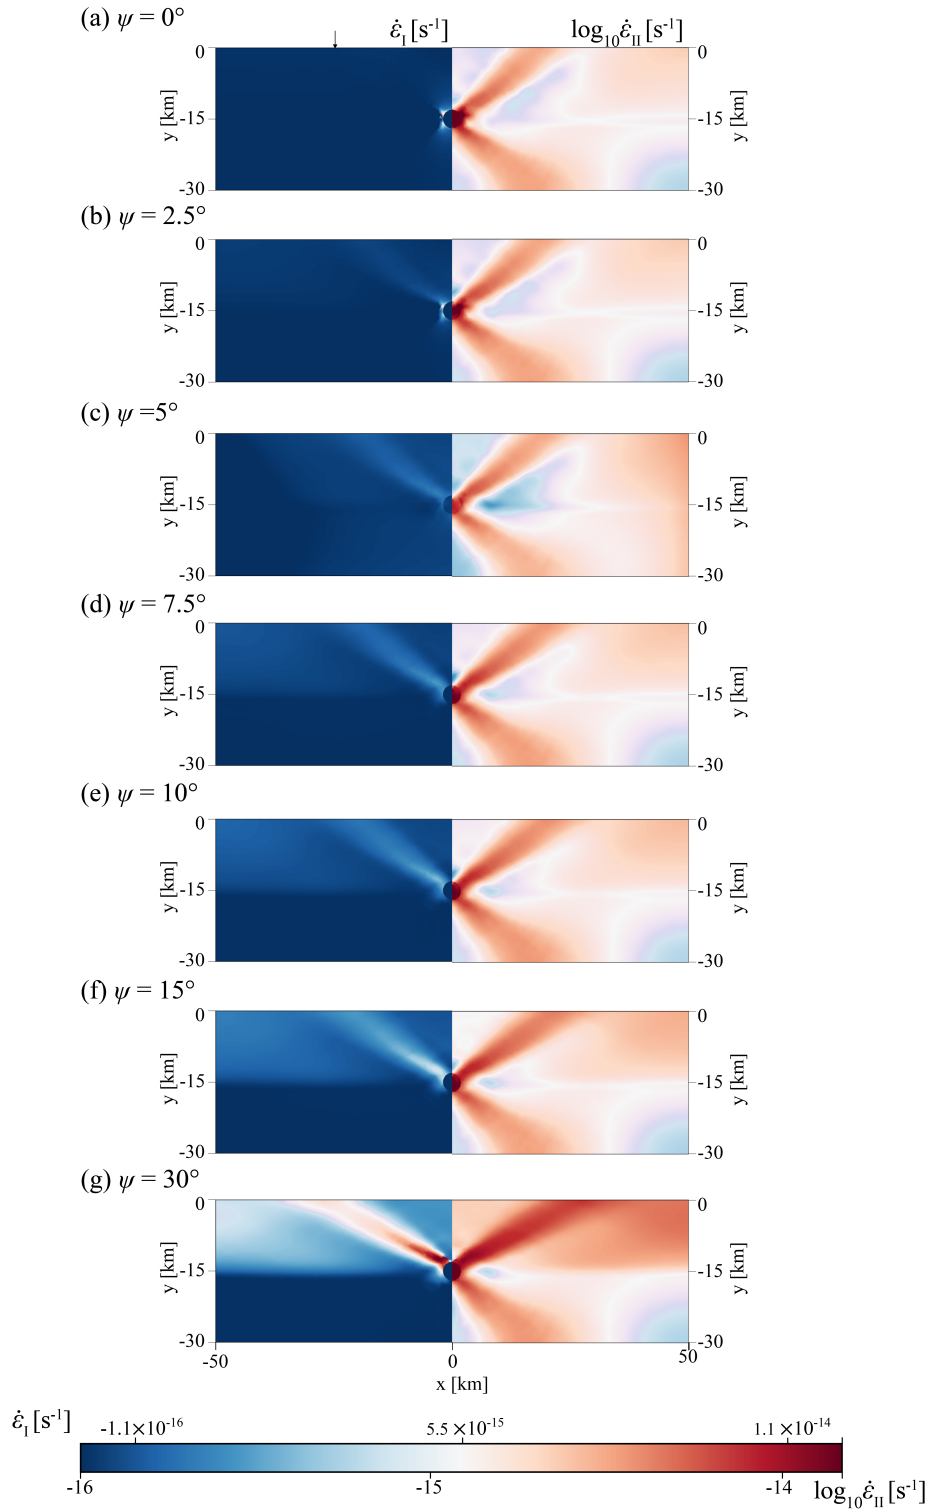 (a) ψ = 0°
ε̇I [s-1] log10ε̇II [s-1]
0 0
y [km] -15 -15 y [km]
-30 -30
(b) ψ = 2.5°
0 0
y [km] -15 -15 y [km]
-30 -30
(c) ψ =5°
0 0
y [km] -15 -15 y [km]
-30 -30
(d) ψ = 7.5°
0 0
y [km] -15 -15 y [km]
-30 -30
(e) ψ = 10°
0 0
y [km] -15 -15 y [km]
-30 -30
(f) ψ = 15°
0 0
y [km] -15 -15 y [km]
-30 -30
(g) ψ = 30°
0 0
y [km] -15 -15 y [km]
-30 -30
-50 0 50
x [km]
ε̇I [s-1] -1.1×10-16 5.5 ×10-15 1.1×10-14
-16 -15 -14 log10ε̇II [s-1]